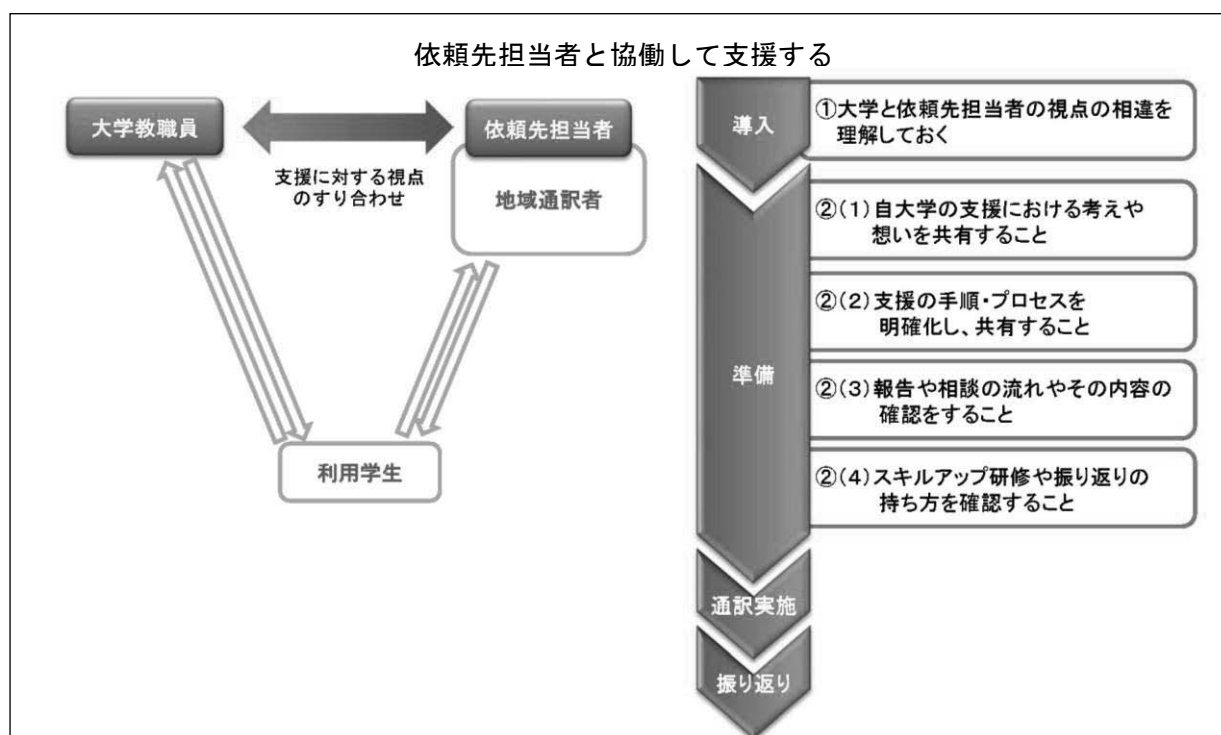 依頼先担当者と協働して支援する
大学教職員
依頼先担当者
支援に対する視点
のすり合わせ
地域通訳者
利用学生
導入
①大学と依頼先担当者の視点の相違を
理解しておく
準備
②(1)自大学の支援における考えや
想いを共有すること
②(2)支援の手順・プロセスを
明確化し、共有すること
②(3)報告や相談の流れやその内容の
確認をすること
②(4)スキルアップ研修や振り返りの
持ち方を確認すること
通訳実施
振り返り